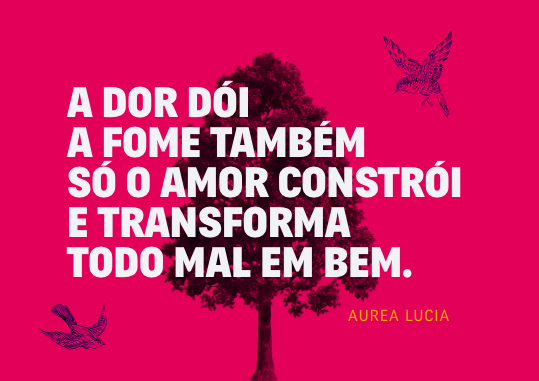 A DOR DÓI
A FOME TAMBÉM
SÓ O AMOR CONSTRÓI
E TRANSFORMA
TODO MAL EM BEM.
AUREA LUCIA